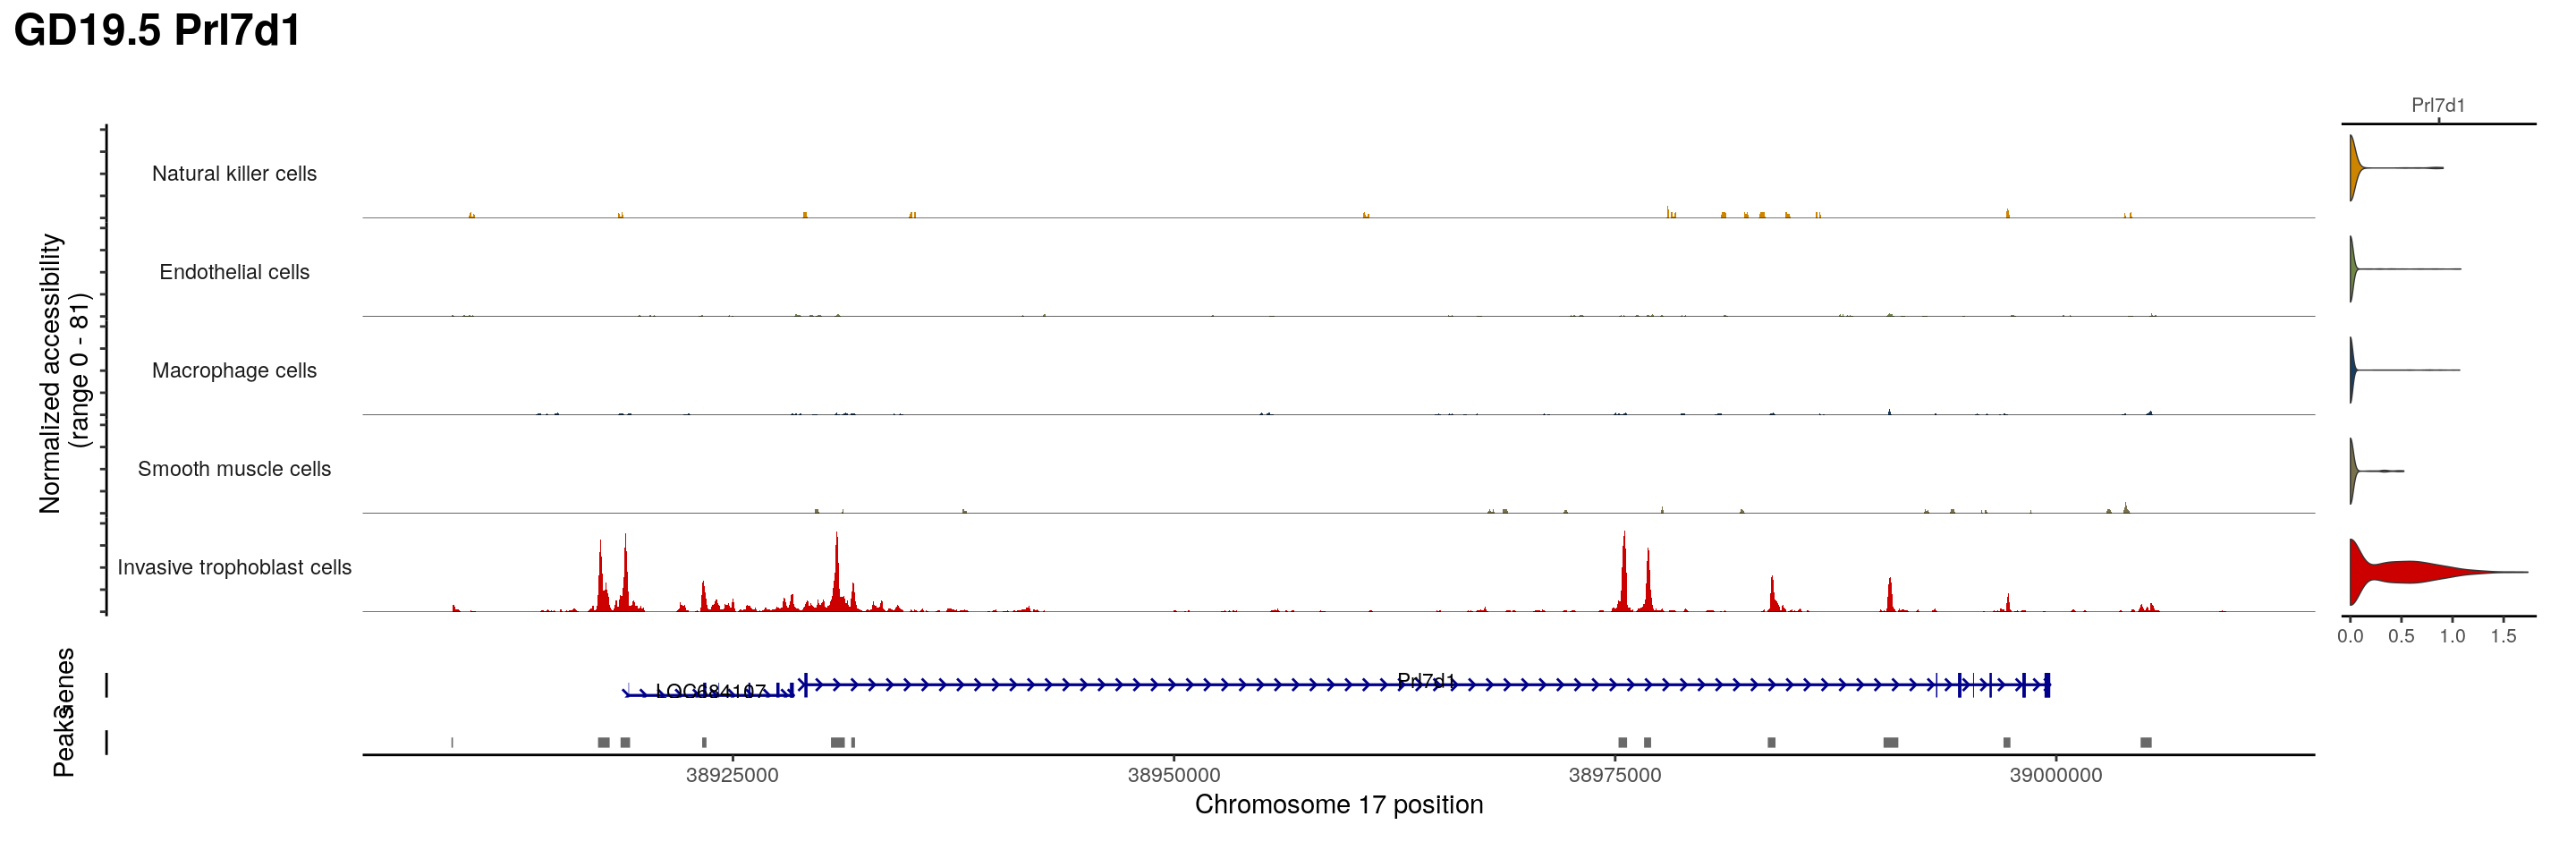 GD19.5 Prl7d1
Prl7d1
Normalized accessibility
(range 0 - 81)
Natural killer cells
Endothelial cells
Macrophage cells
Smooth muscle cells
Invasive trophoblast cells
0.0 0.5 1.0 1.5
Genes
LOC684107
Prl7d1
Peaks
38925000 38950000 38975000 39000000
Chromosome 17 position